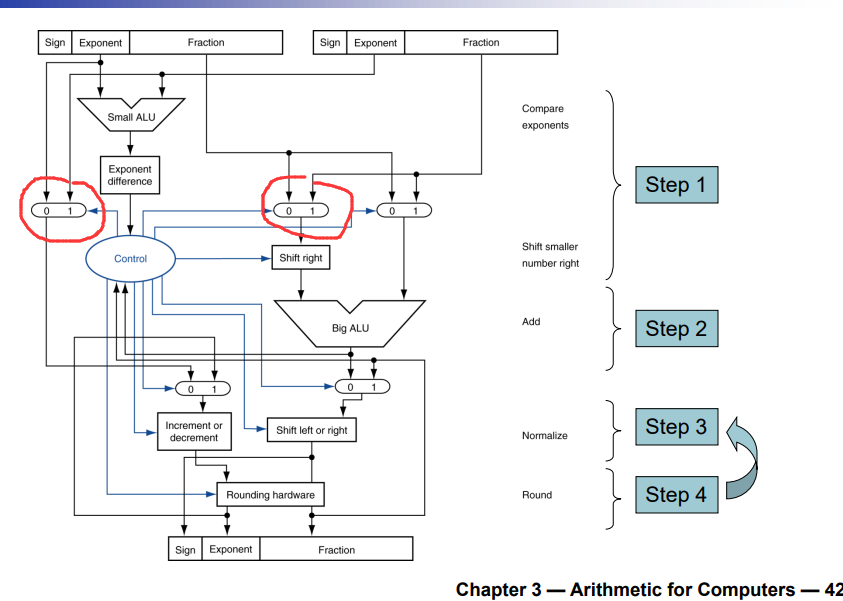 Sign Exponent Fraction Sign Exponent Fraction
Small ALU
Compare
exponents
Exponent
difference
Step 1
0 1 0 1 0 1
Control
Shift right
Shift smaller
number right
Big ALU
Add
Step 2
0 1 0 1
Increment or
decrement
Shift left or right
Normalize
Step 3
Rounding hardware
Round
Step 4
Sign Exponent Fraction
Chapter 3 — Arithmetic for Computers — 42